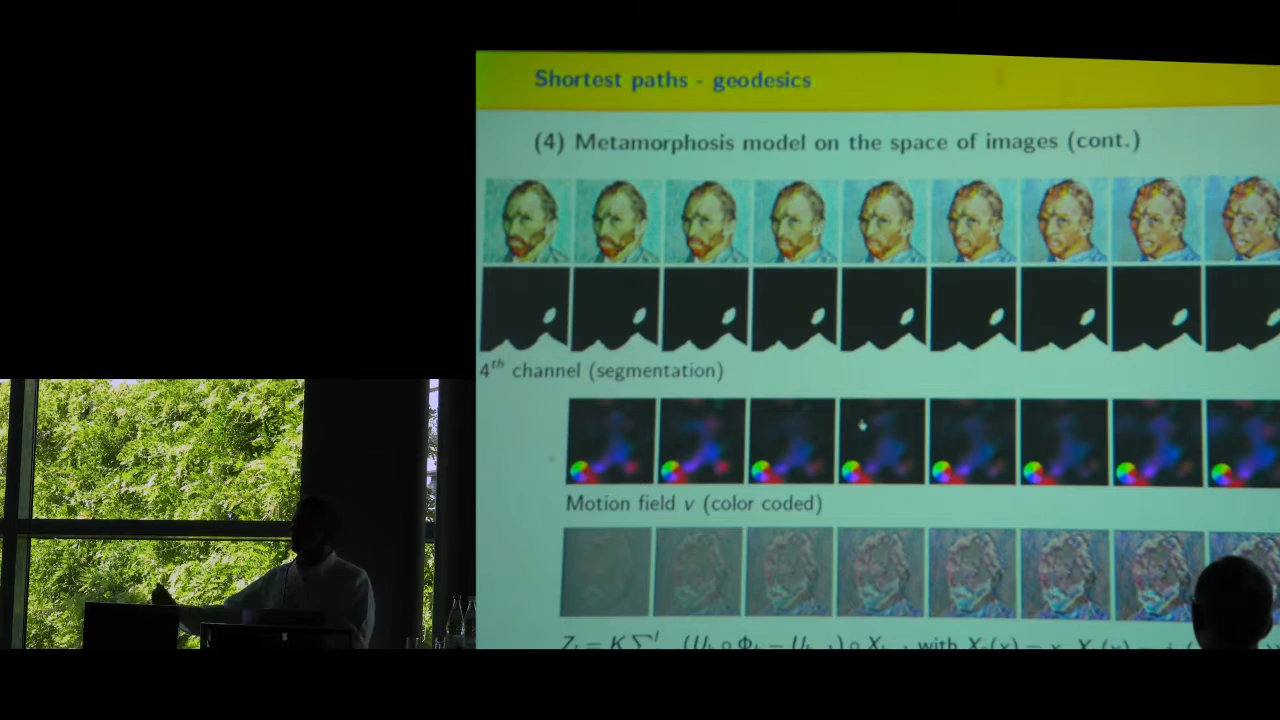 Shortest paths - geodesics
(4) Metamorphosis model on the space of images (cont.)
4th channel (segmentation)
Motion field v (color coded)
with